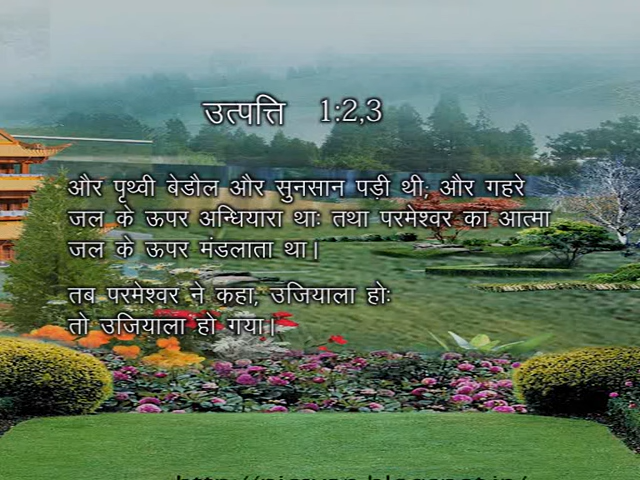 उत्पत्ति 1:2,3
और पृथ्वी बेडौल और सुनसान पड़ी थी; और गहरे
जल के ऊपर अन्धियारा थाः तथा परमेश्वर का आत्मा
जल के ऊपर मंडलाता था।
तब परमेश्वर ने कहा, उजियाला होः
तो उजियाला हो गया।